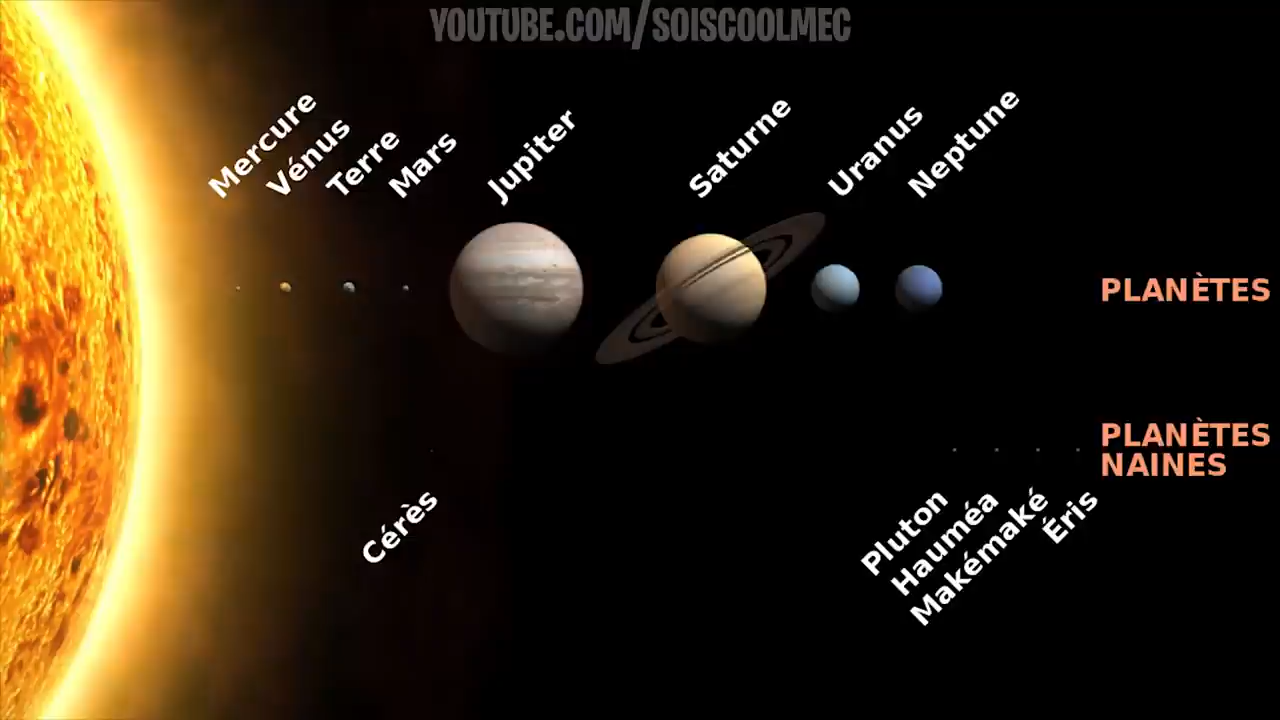 YOUTUBE.COM/SOISCOOLMEC
Mercure
Vénus
Terre
Mars
Jupiter
Saturne
Uranus
Neptune
PLANÈTES
PLANÈTES
NAINES
Cérès
Pluton
Hauméa
Makémaké
Éris